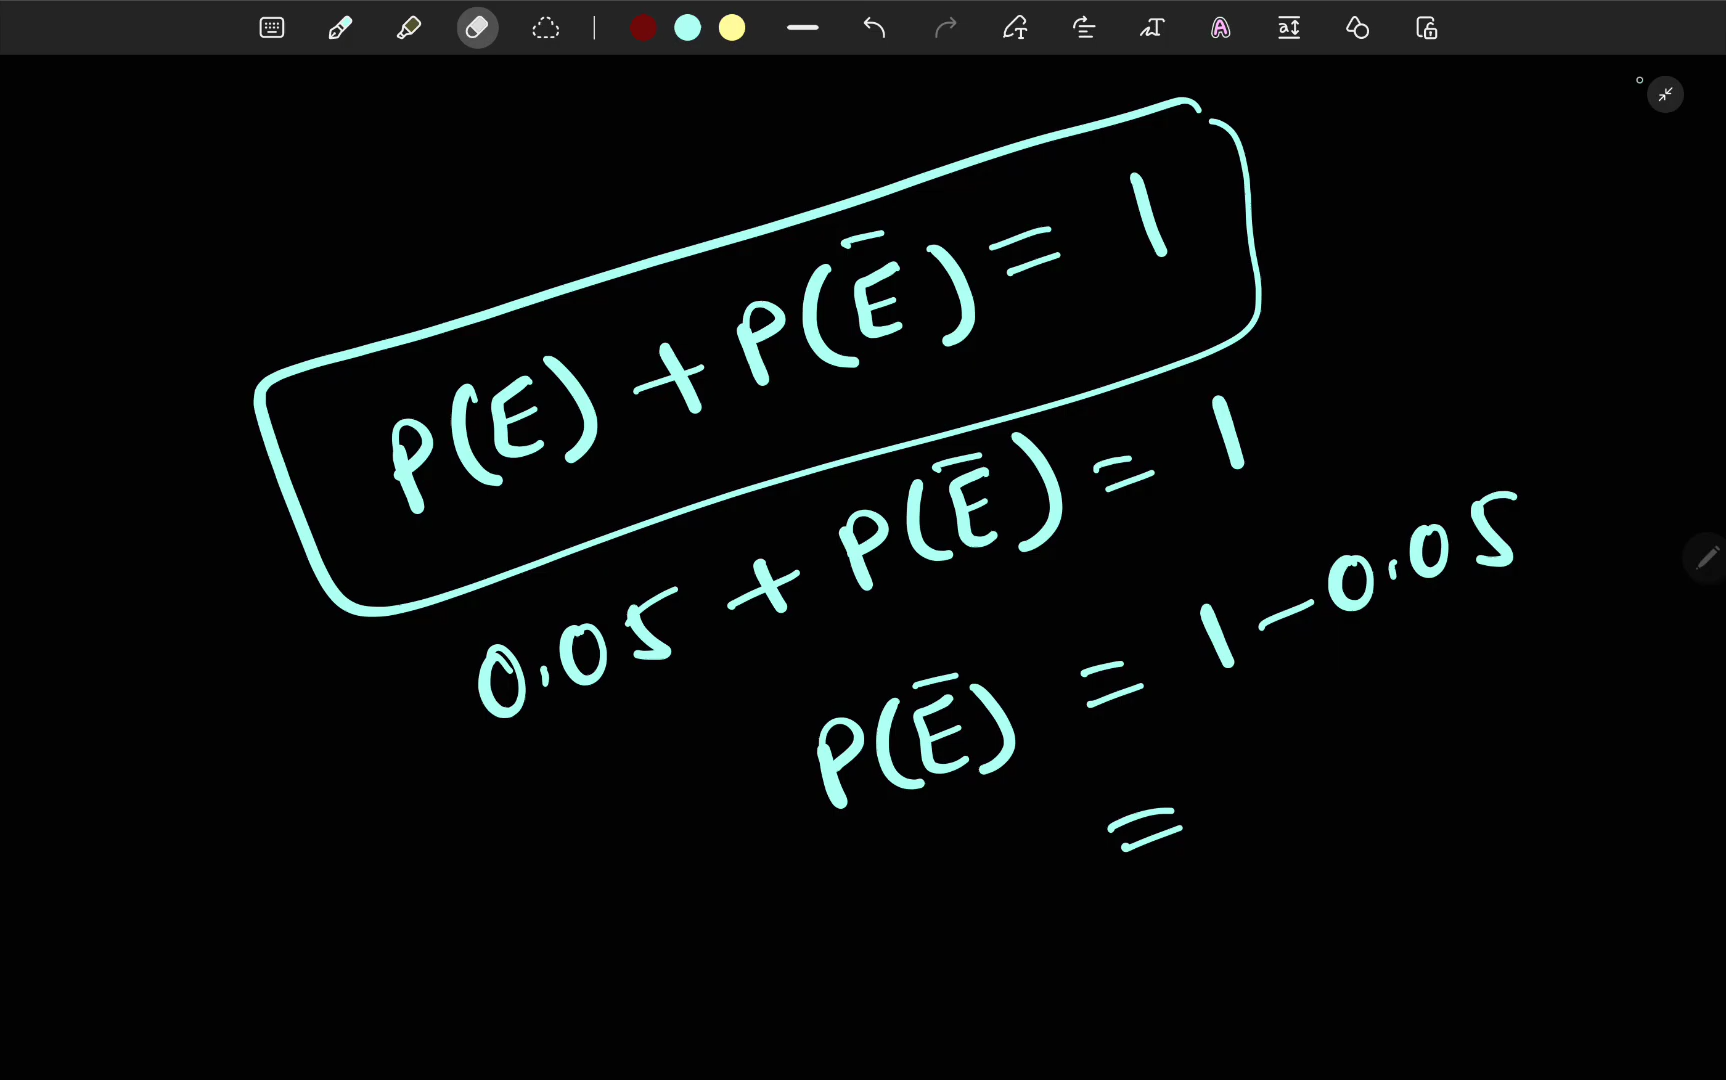 P(E) + P(E̅) = 1
0.05 + P(E̅) = 1
P(E̅) = 1 - 0.05
=